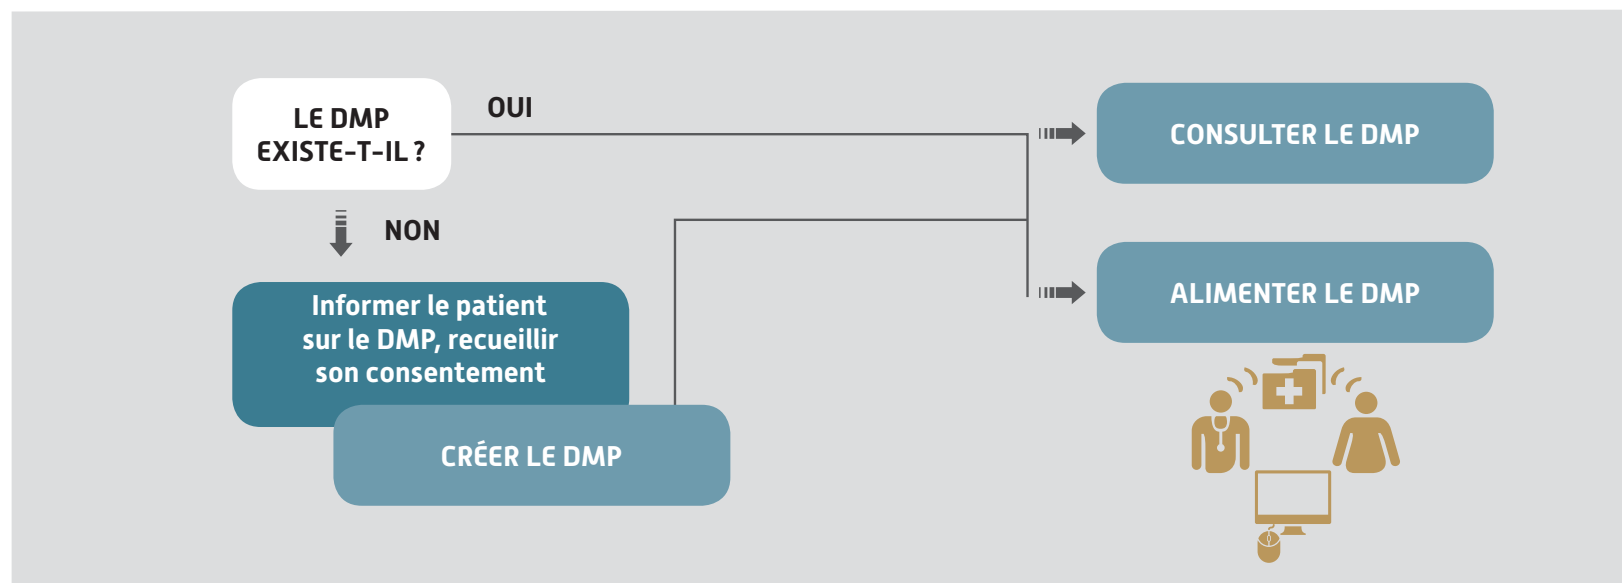 LE DMP
EXISTE-T-IL ?
OUI
CONSULTER LE DMP
NON
ALIMENTER LE DMP
Informer le patient
sur le DMP, recueillir
son consentement
CRÉER LE DMP